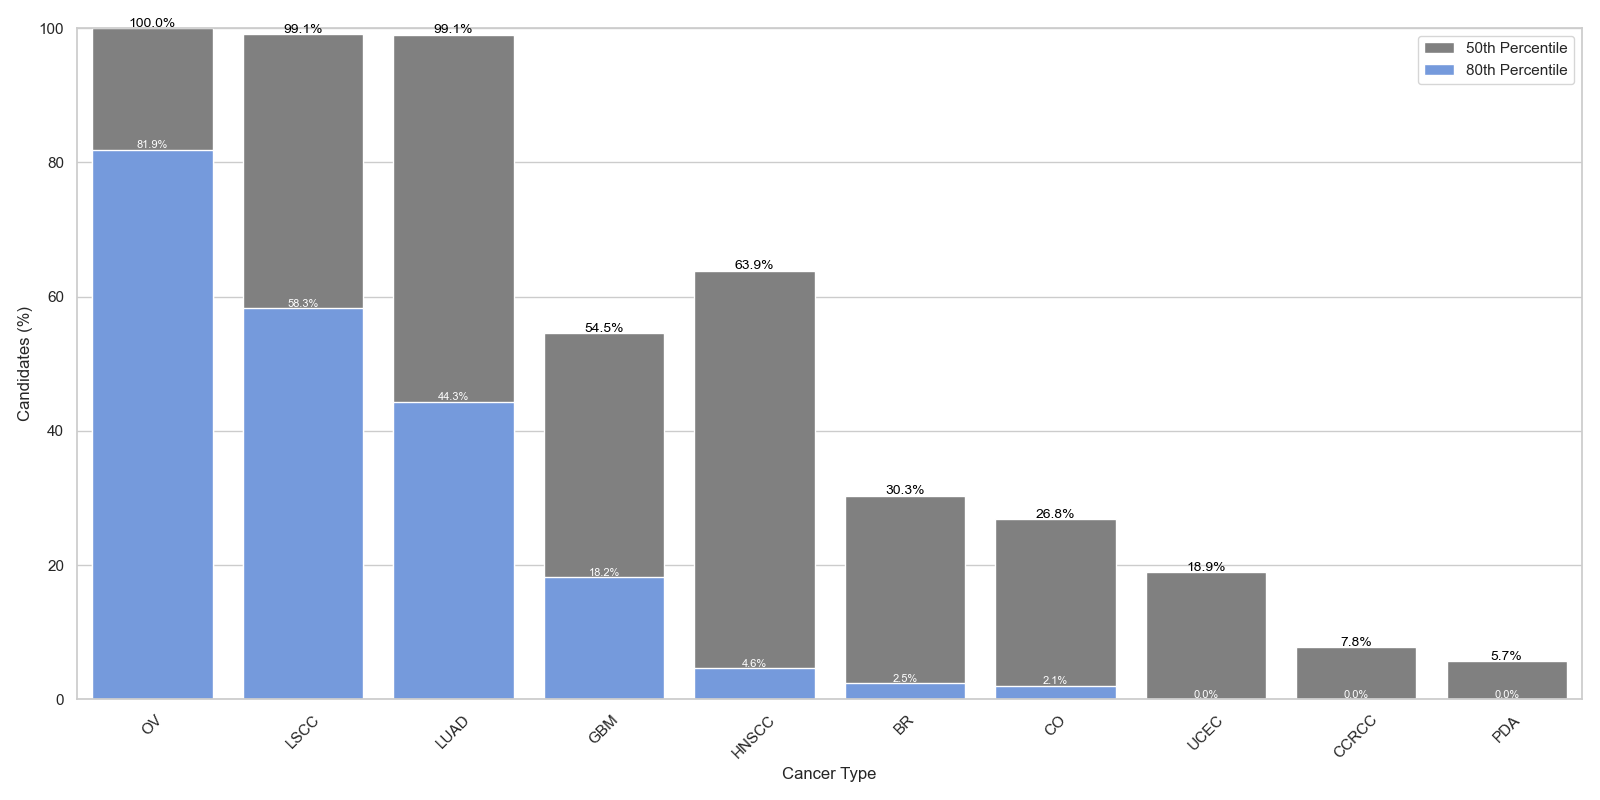 100.0%
99.1%
99.1%
54.5%
63.9%
30.3%
26.8%
18.9%
7.8%
5.7%
81.9%
58.3%
44.3%
18.2%
4.6%
2.5%
2.1%
0.0%
0.0%
0.0%
50th Percentile
80th Percentile
100
80
60
40
20
0
Candidates (%)
OV
LSCC
LUAD
GBM
HNSCC
BR
CO
UCEC
CCRCC
PDA
Cancer Type